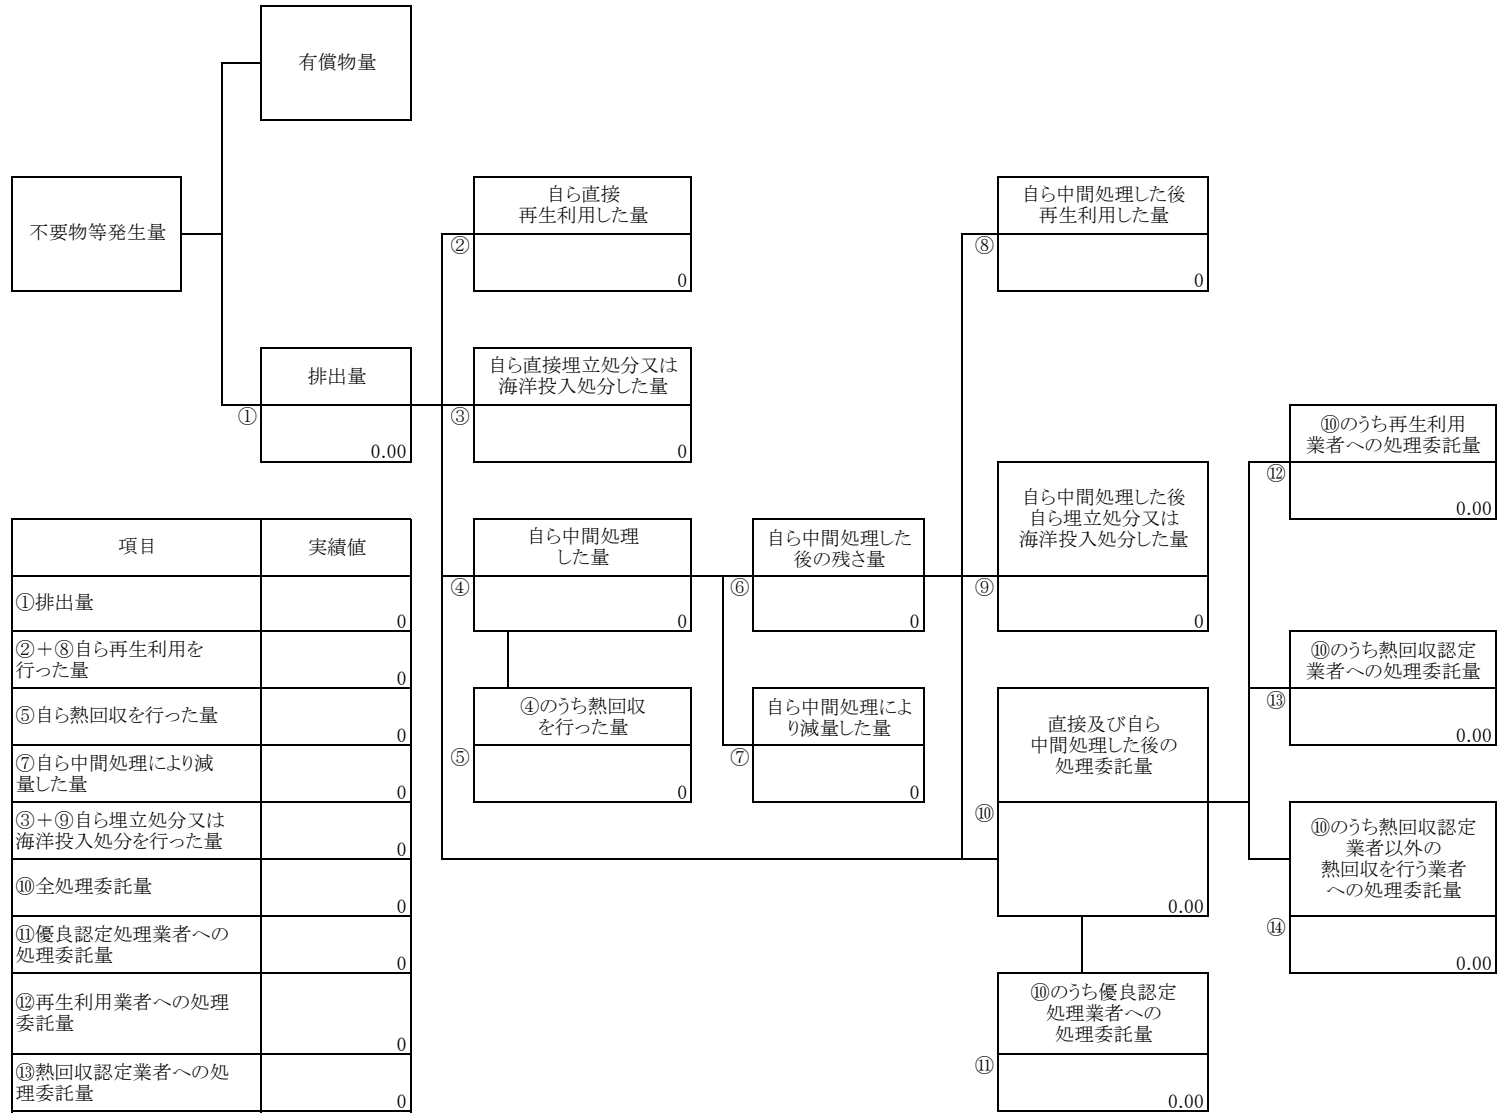 有償物量
不要物等発生量
排出量
①
0.00
自ら直接
再生利用した量
②
0
自ら直接埋立処分又は
海洋投入処分した量
③
0
自ら中間処理
した量
④
0
④のうち熱回収
を行った量
⑤
0
自ら中間処理した
後の残さ量
⑥
0
自ら中間処理によ
り減量した量
⑦
0
自ら中間処理した後
再生利用した量
⑧
0
自ら中間処理した後
自ら埋立処分又は
海洋投入処分した量
⑨
0
直接及び自ら
中間処理した後の
処理委託量
⑩
0.00
⑩のうち優良認定
処理業者への
処理委託量
⑪
0.00
⑩のうち再生利用
業者への処理委託量
⑫
0.00
⑩のうち熱回収認定
業者への処理委託量
⑬
0.00
⑩のうち熱回収認定
業者以外の
熱回収を行う業者
への処理委託量
⑭
0.00
項目 実績値
①排出量
0
②＋⑧自ら再生利用を
行った量
0
⑤自ら熱回収を行った量
0
⑦自ら中間処理により減
量した量
0
③＋⑨自ら埋立処分又は
海洋投入処分を行った量
0
⑩全処理委託量
0
⑪優良認定処理業者への
処理委託量
0
⑫再生利用業者への処理
委託量
0
⑬熱回収認定業者への処
理委託量
0